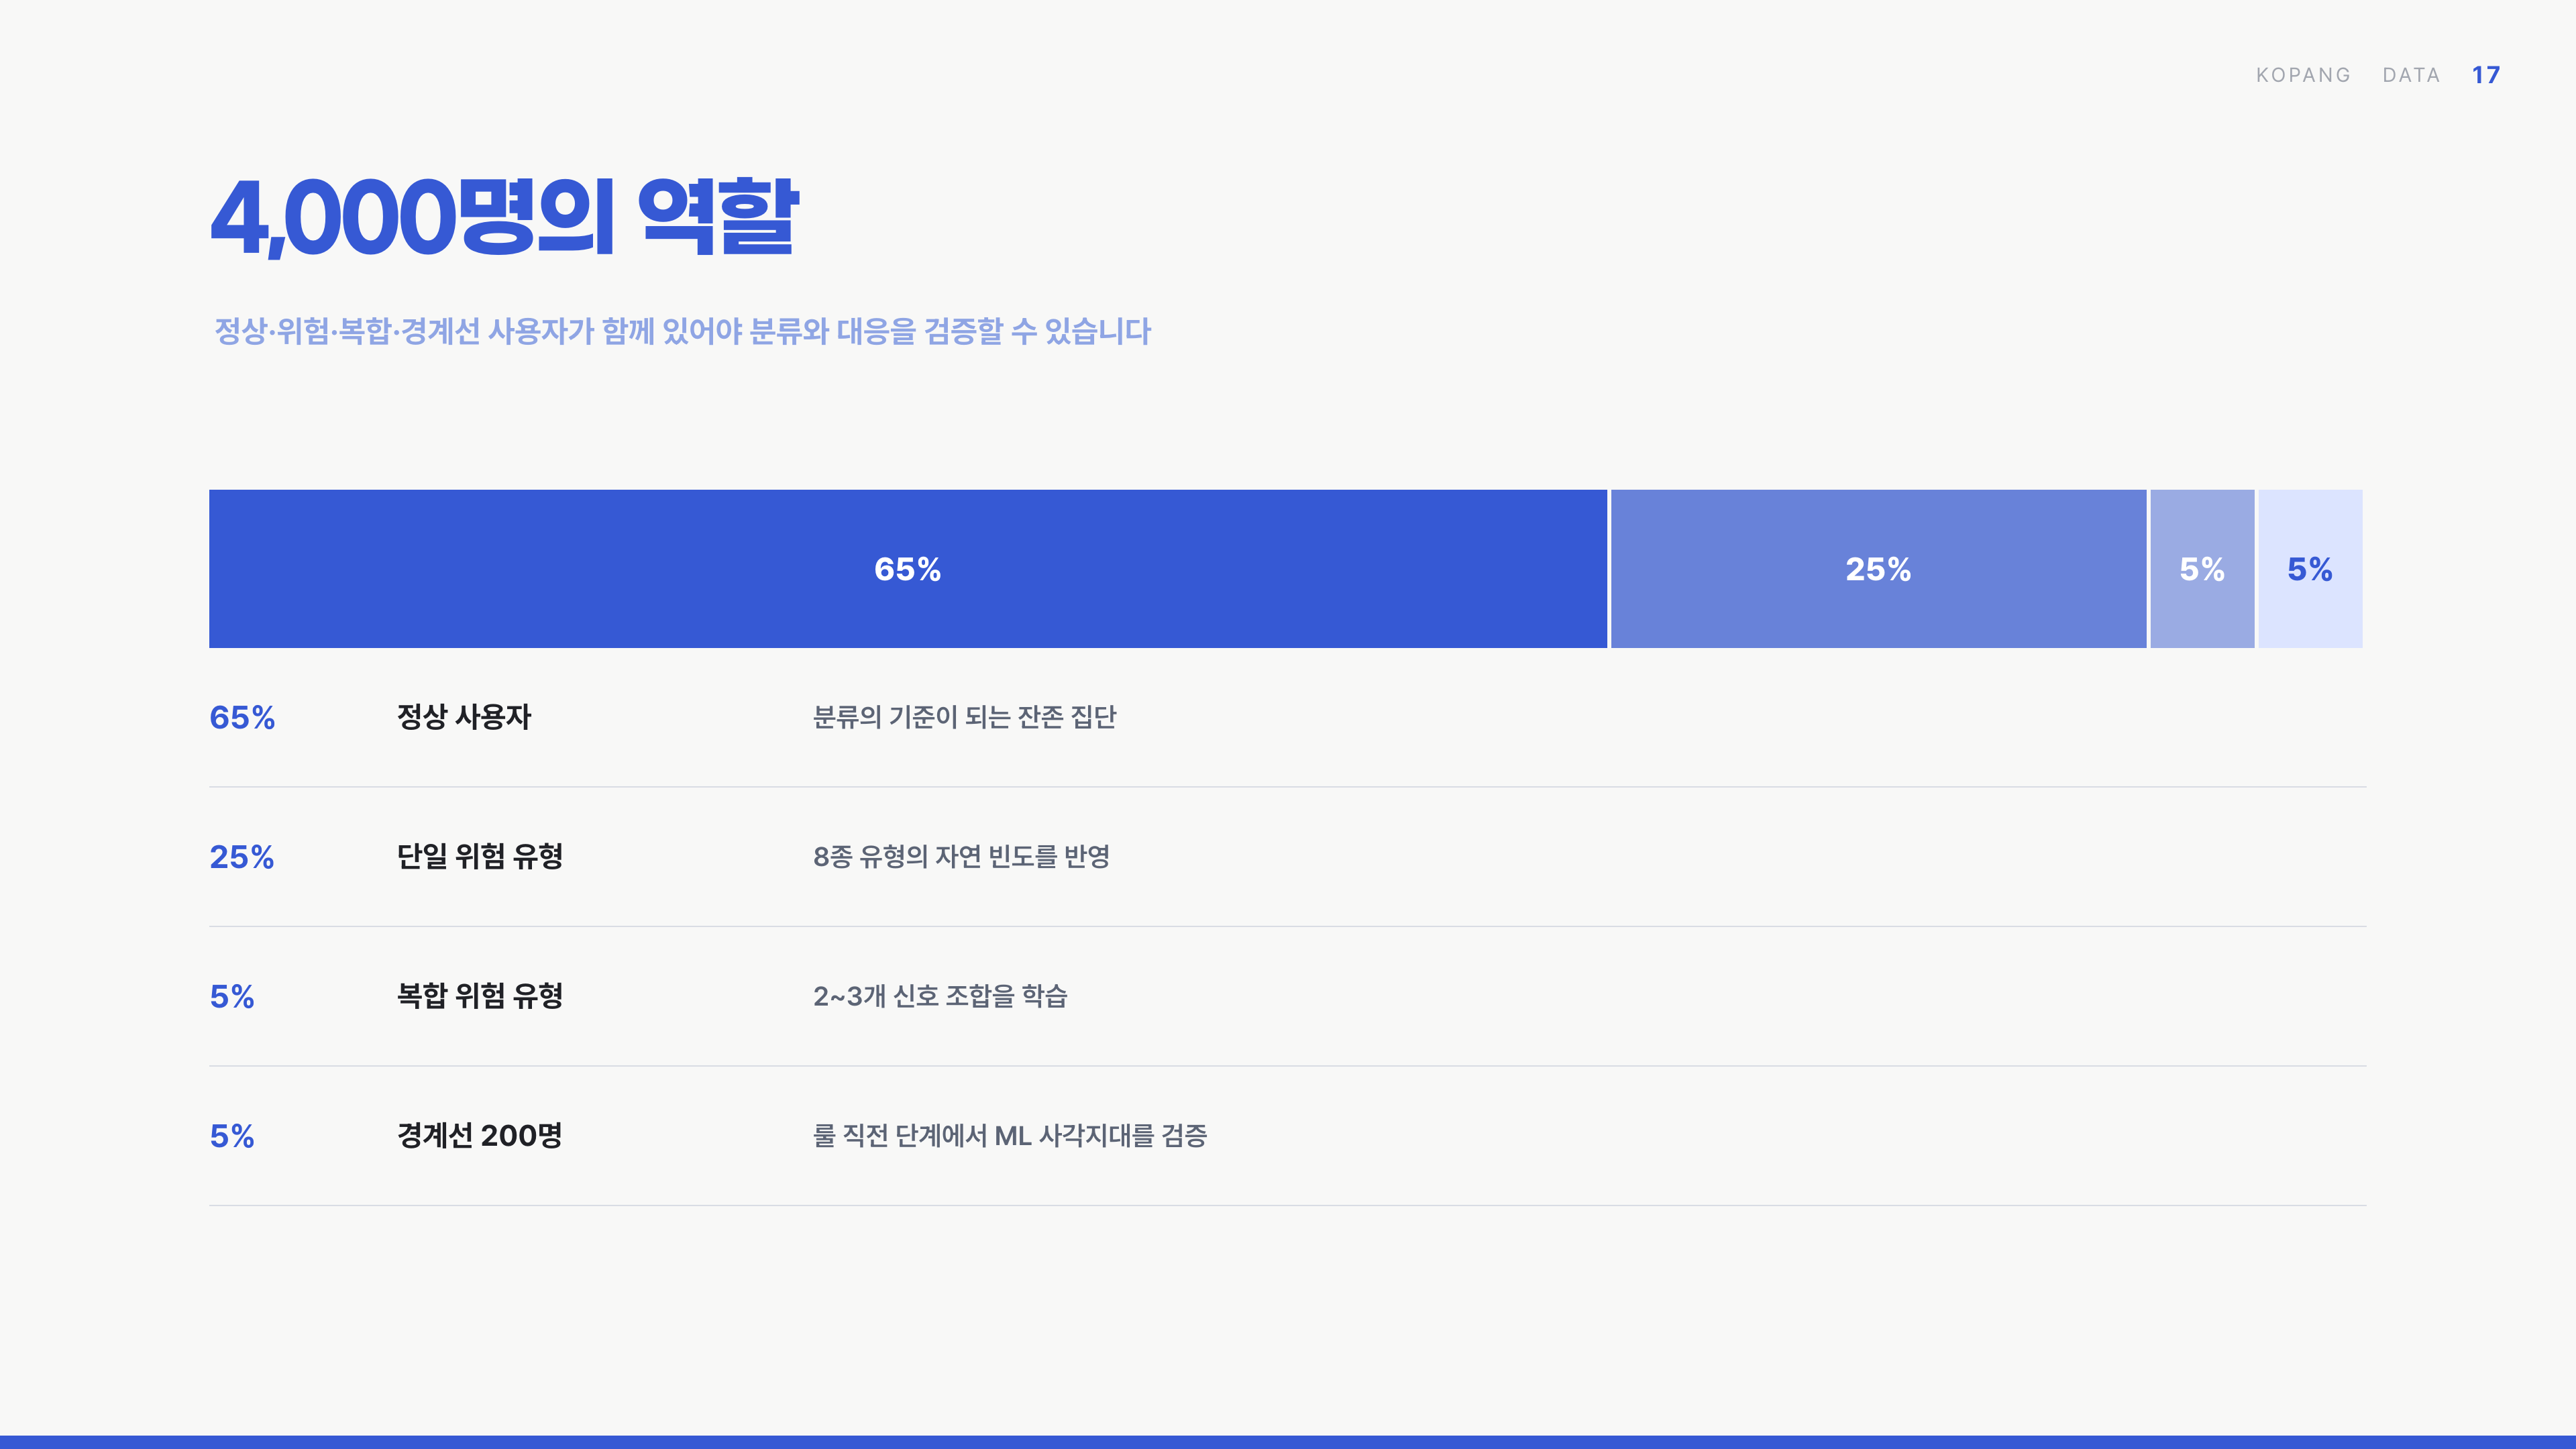 KOPANG DATA 17
4,000명의 역할
정상·위험·복합·경계선 사용자가 함께 있어야 분류와 대응을 검증할 수 있습니다
65% 25% 5% 5%
65% 정상 사용자 분류의 기준이 되는 잔존 집단
25% 단일 위험 유형 8종 유형의 자연 빈도를 반영
5% 복합 위험 유형 2~3개 신호 조합을 학습
5% 경계선 200명 룰 직전 단계에서 ML 사각지대를 검증